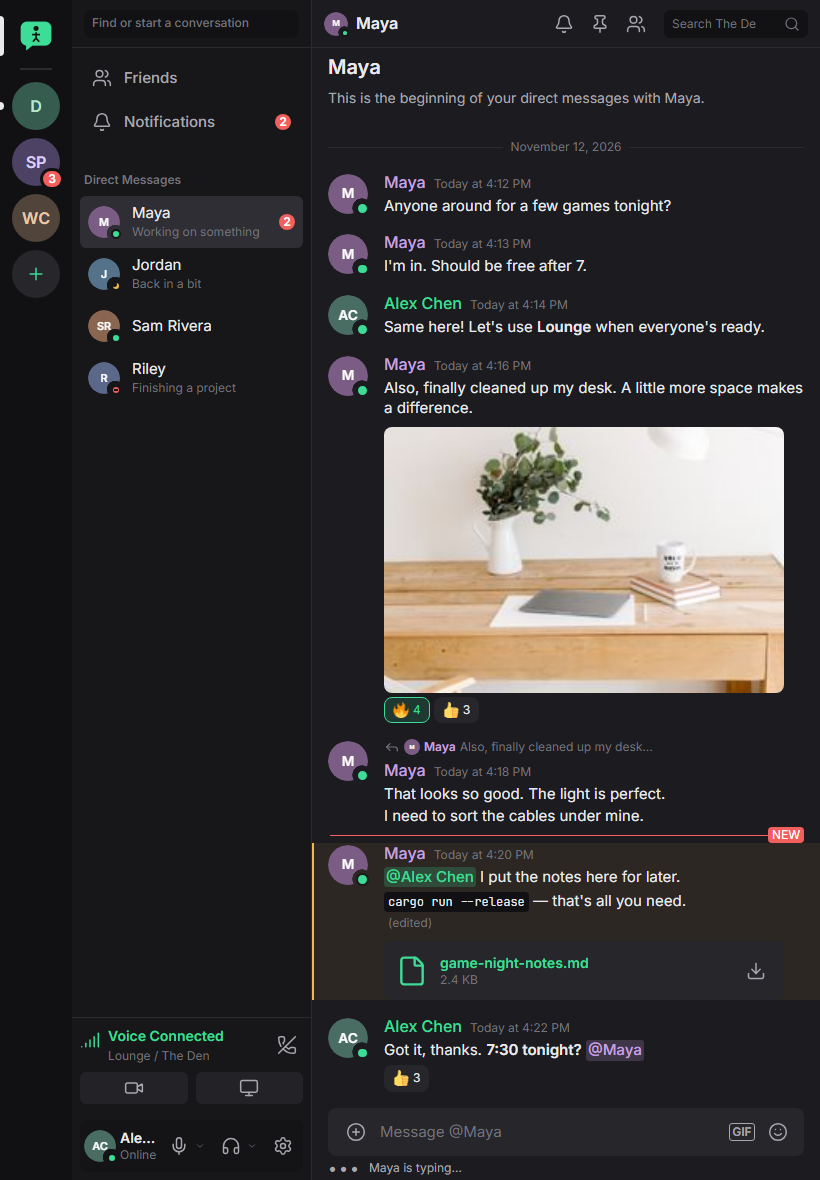 Find or start a conversation
M
Maya
Search The De
D
SP
3
WC
Friends
Notifications
2
Direct Messages
M
Maya
Working on something
2
J
Jordan
Back in a bit
SR
Sam Rivera
R
Riley
Finishing a project
Voice Connected
Lounge / The Den
AC
Ale...
Online
Maya
This is the beginning of your direct messages with Maya.
November 12, 2026
M
Maya Today at 4:12 PM
Anyone around for a few games tonight?
M
Maya Today at 4:13 PM
I'm in. Should be free after 7.
AC
Alex Chen Today at 4:14 PM
Same here! Let's use Lounge when everyone's ready.
M
Maya Today at 4:16 PM
Also, finally cleaned up my desk. A little more space makes
a difference.
4
3
M
M Maya Also, finally cleaned up my desk...
Maya Today at 4:18 PM
That looks so good. The light is perfect.
I need to sort the cables under mine.
NEW
M
Maya Today at 4:20 PM
@Alex Chen I put the notes here for later.
cargo run --release — that's all you need.
(edited)
game-night-notes.md
2.4 KB
AC
Alex Chen Today at 4:22 PM
Got it, thanks. 7:30 tonight? @Maya
3
Message @Maya
GIF
Maya is typing...